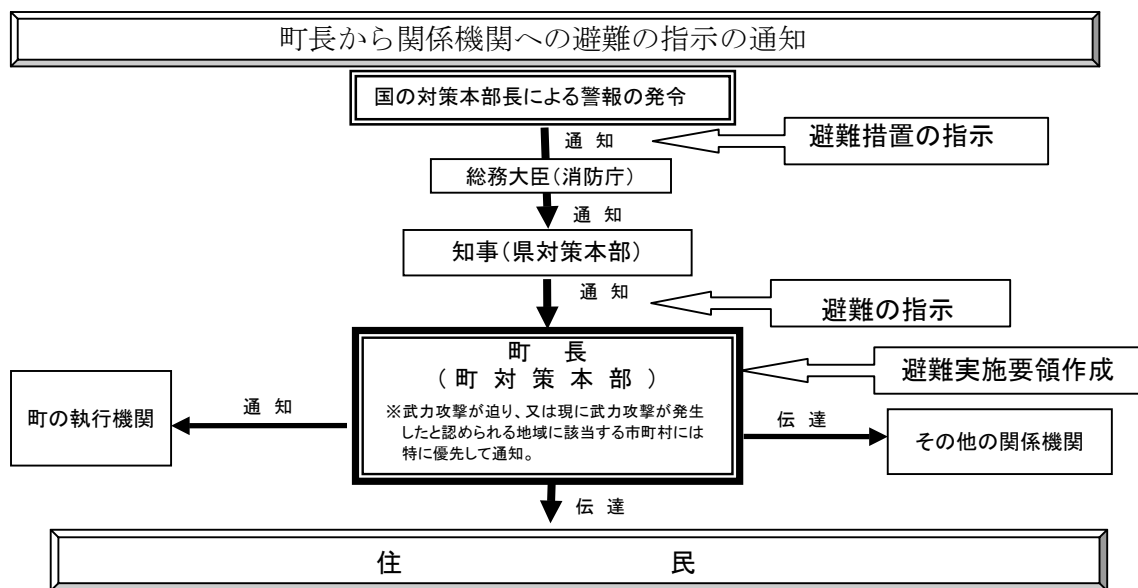 町長から関係機関への避難の指示の通知
国の対策本部長による警報の発令
通 知
避難措置の指示
総務大臣(消防庁)
通 知
知事(県対策本部)
通 知
避難の指示
町 長
(町対策本部)
※武力攻撃が迫り、又は現に武力攻撃が発生
したと認められる地域に該当する市町村には
特に優先して通知。
避難実施要領作成
町の執行機関
通 知
伝 達
その他の関係機関
伝 達
住 民